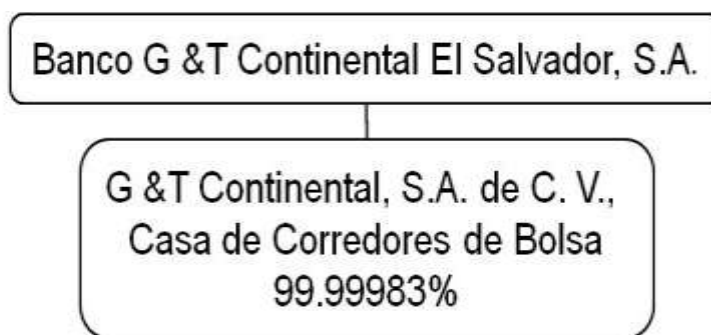 Banco G &T Continental El Salvador, S.A.
G &T Continental, S.A. de C. V.,
Casa de Corredores de Bolsa
99.99983%